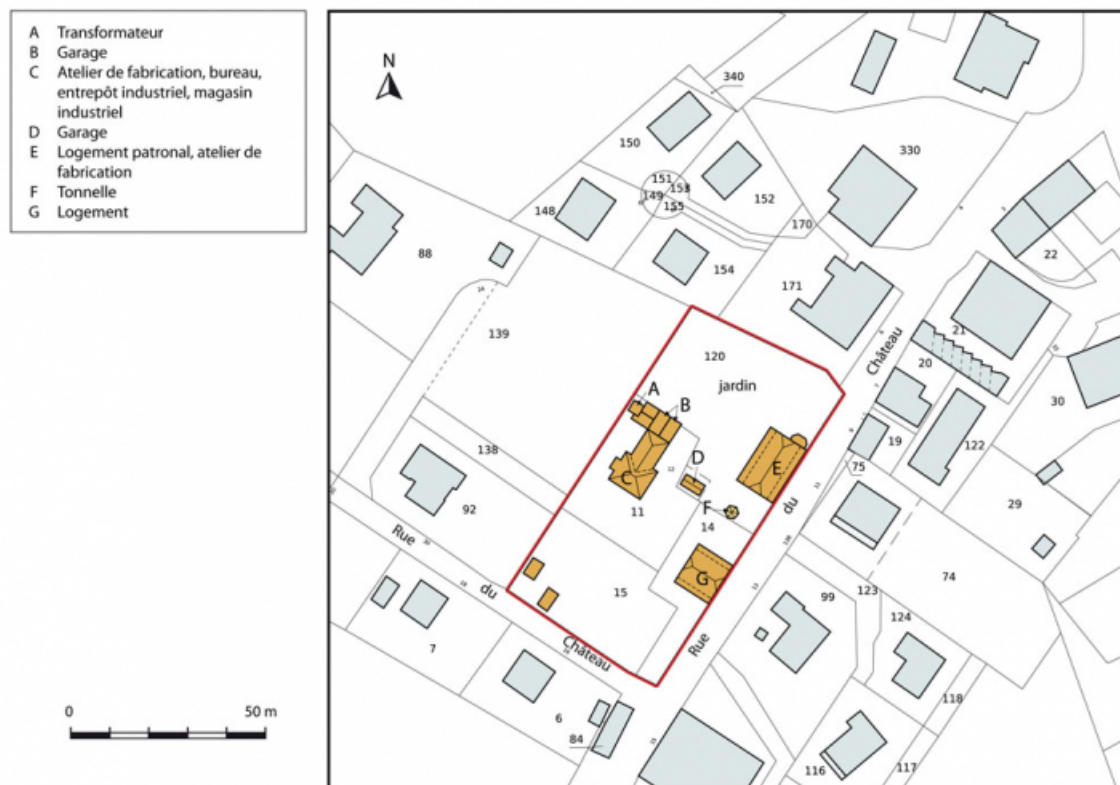 A Transformateur
B Garage
C Atelier de fabrication, bureau,
entrepôt industriel, magasin
industriel
D Garage
E Logement patronal, atelier de
fabrication
F Tonnelle
G Logement
0 50 m
N
340
150
330
151
153
149
155
152
148
170
22
88
154
171
139
21
Château
20
120
jardin
30
A
B
138
19
122
E
75
D
C
29
du
92
11
F
14
Rue
74
G
15
99
123
du
124
7
Château
Rue
118
6
84
116
117